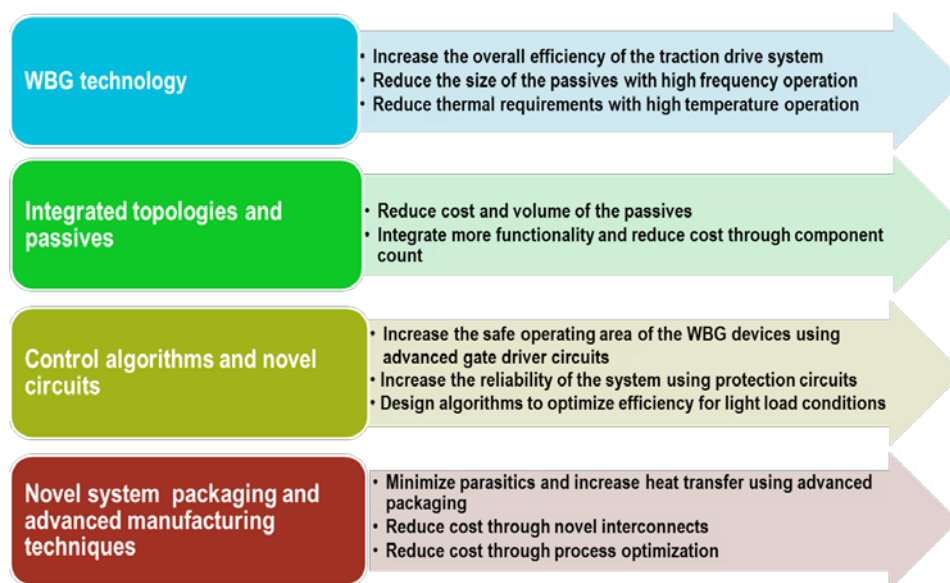 WBG technology
• Increase the overall efficiency of the traction drive system
• Reduce the size of the passives with high frequency operation
• Reduce thermal requirements with high temperature operation
Integrated topologies and
passives
• Reduce cost and volume of the passives
• Integrate more functionality and reduce cost through component
count
Control algorithms and novel
circuits
• Increase the safe operating area of the WBG devices using
advanced gate driver circuits
• Increase the reliability of the system using protection circuits
• Design algorithms to optimize efficiency for light load conditions
Novel system packaging and
advanced manufacturing
techniques
• Minimize parasitics and increase heat transfer using advanced
packaging
• Reduce cost through novel interconnects
• Reduce cost through process optimization